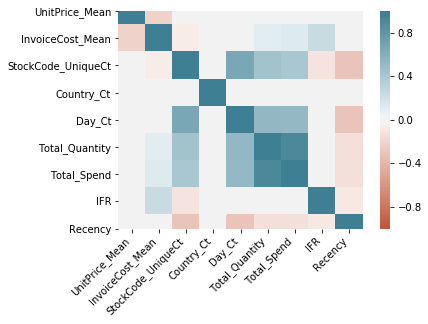 UnitPrice_Mean
InvoiceCost_Mean
StockCode_UniqueCt
Country_Ct
Day_Ct
Total_Quantity
Total_Spend
IFR
Recency
UnitPrice_Mean
InvoiceCost_Mean
StockCode_UniqueCt
Country_Ct
Day_Ct
Total_Quantity
Total_Spend
IFR
Recency
0.8
0.4
0.0
−0.4
−0.8